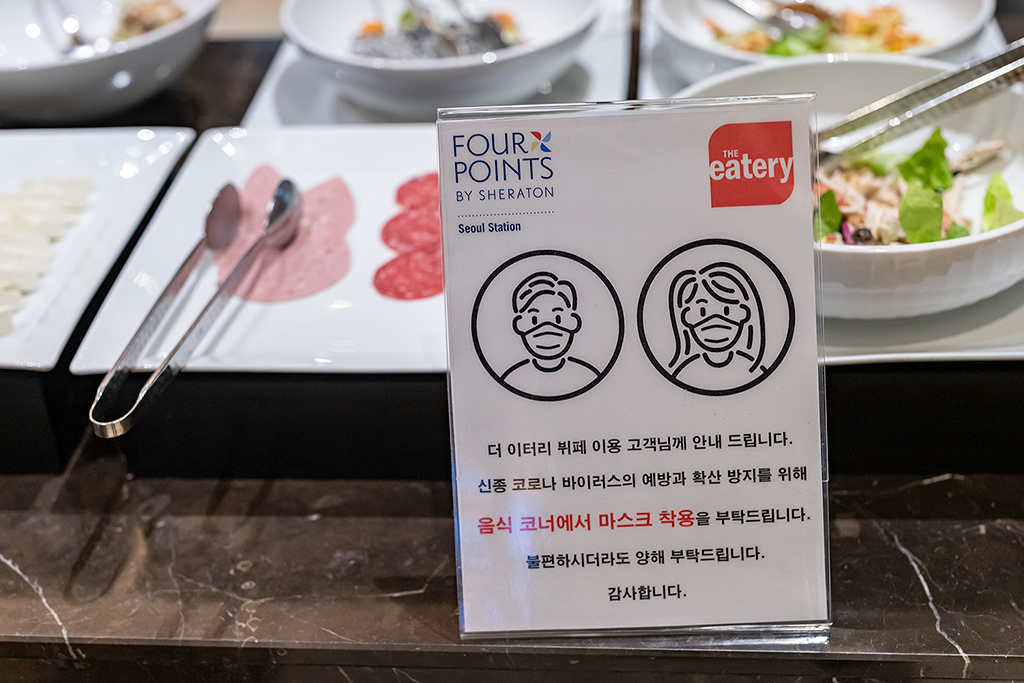 FOUR
POINTS
BY SHERATON
Seoul Station
THE
eatery
더 이터리 뷔페 이용 고객님께 안내 드립니다.
신종 코로나 바이러스의 예방과 확산 방지를 위해
음식 코너에서 마스크 착용을 부탁드립니다.
불편하시더라도 양해 부탁드립니다.
감사합니다.